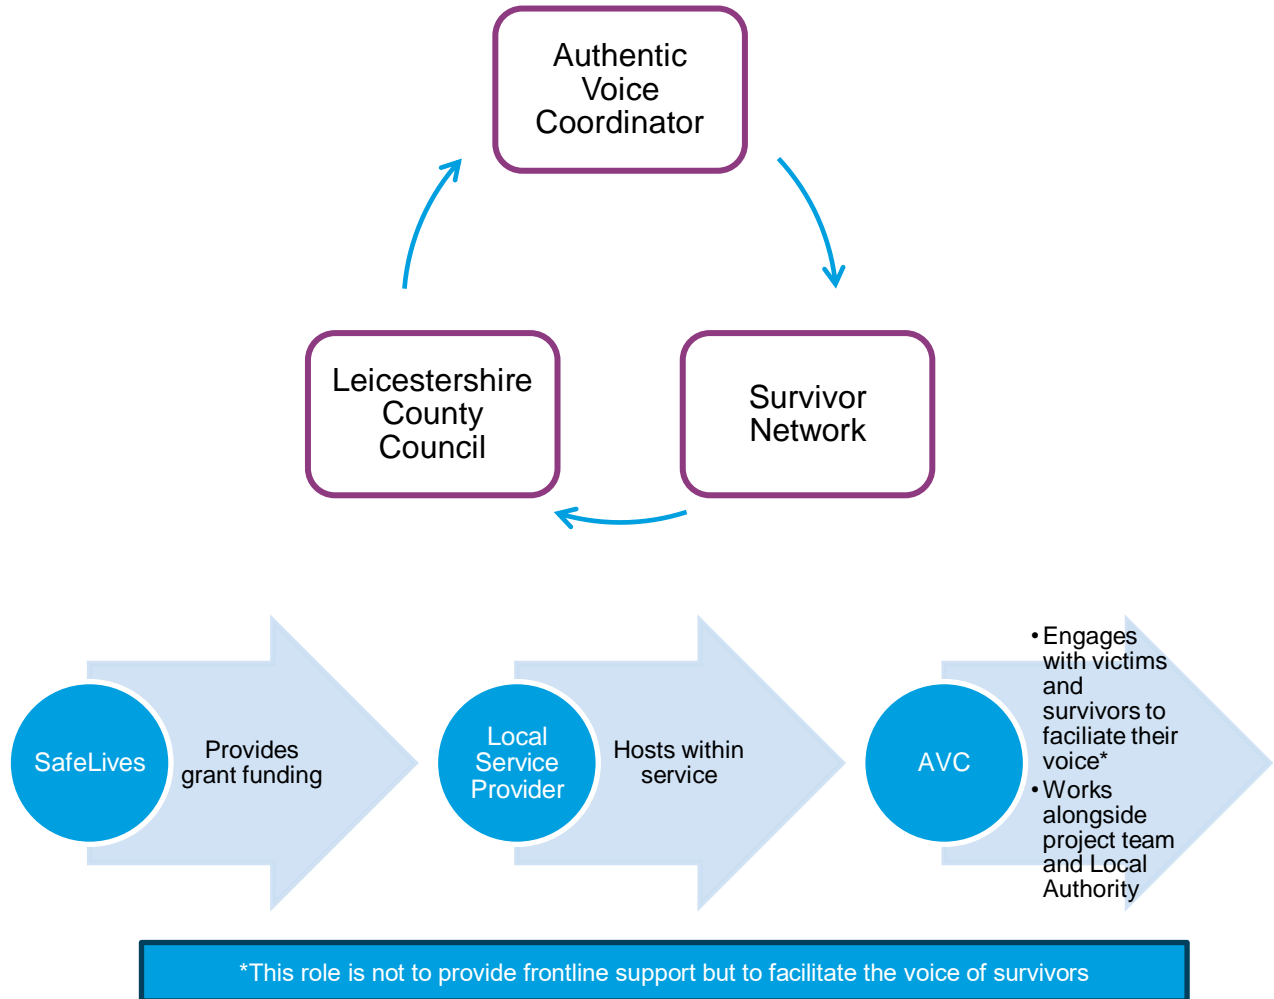 Authentic
Voice
Coordinator
Leicestershire
County
Council
Survivor
Network
SafeLives
Provides
grant funding
Local
Service
Provider
Hosts within
service
AVC
• Engages
with victims
and
survivors to
faciliate their
voice*
• Works
alongside
project team
and Local
Authority
*This role is not to provide frontline support but to facilitate the voice of survivors